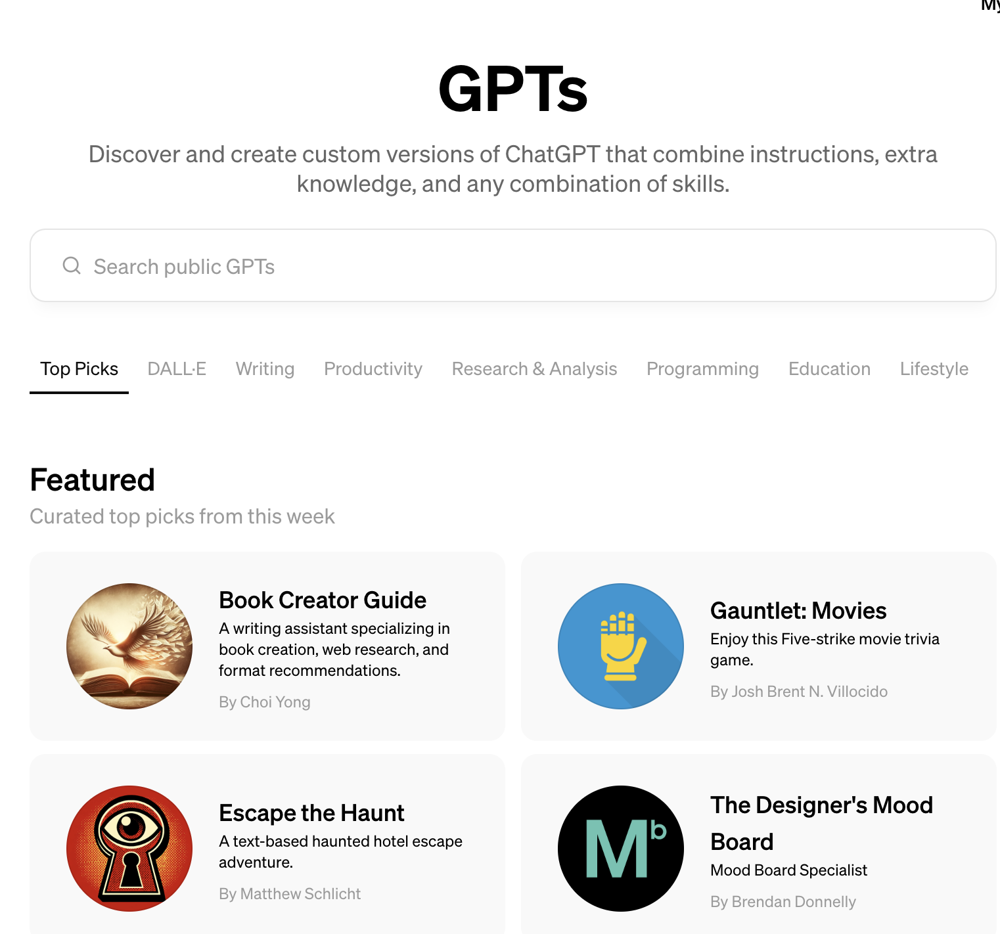 My
GPTs
Discover and create custom versions of ChatGPT that combine instructions, extra
knowledge, and any combination of skills.
Search public GPTs
Top Picks
DALL·E
Writing
Productivity
Research & Analysis
Programming
Education
Lifestyle
Featured
Curated top picks from this week
Book Creator Guide
A writing assistant specializing in
book creation, web research, and
format recommendations.
By Choi Yong
Gauntlet: Movies
Enjoy this Five-strike movie trivia
game.
By Josh Brent N. Villocido
Escape the Haunt
A text-based haunted hotel escape
adventure.
By Matthew Schlicht
Mb
The Designer's Mood
Board
Mood Board Specialist
By Brendan Donnelly